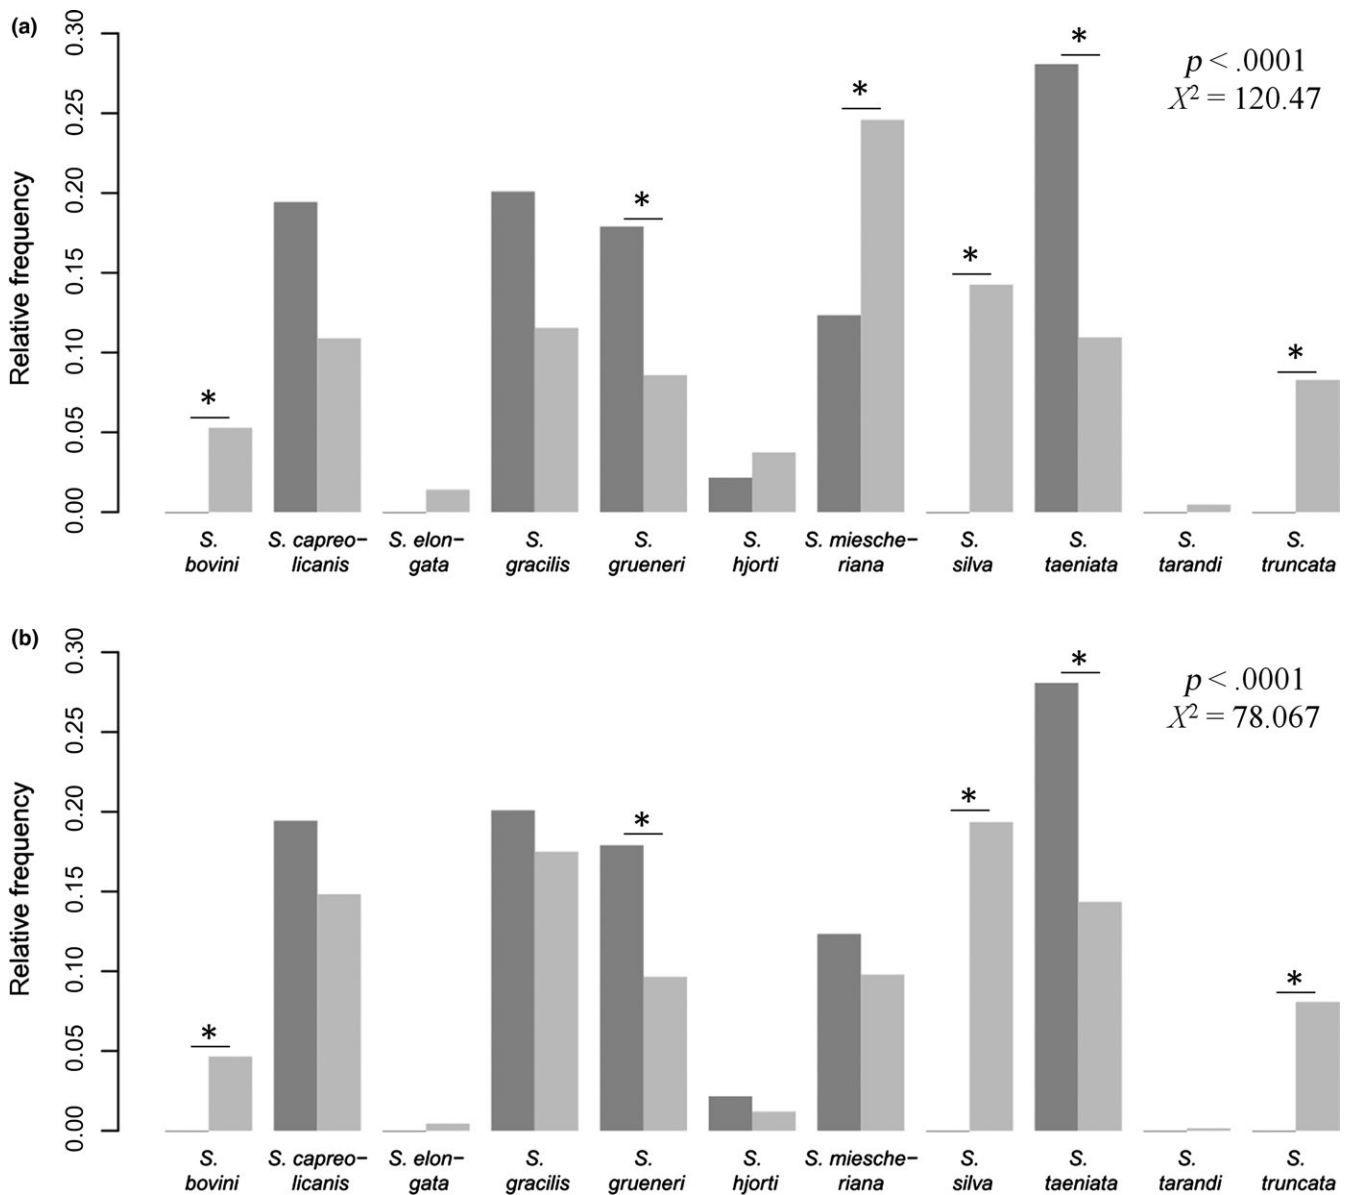 (a)
0.30
0.25
0.20
0.15
0.10
0.05
0.00
Relative frequency
* * * * * *
p < .0001
X² = 120.47
S. bovini
S. capreo–
licanis
S. elon–
gata
S. gracilis
S. grueneri
S. hjorti
S. miesche–
riana
S. silva
S. taeniata
S. tarandi
S. truncata
(b)
0.30
0.25
0.20
0.15
0.10
0.05
0.00
Relative frequency
* * * * *
p < .0001
X² = 78.067
S. bovini
S. capreo–
licanis
S. elon–
gata
S. gracilis
S. grueneri
S. hjorti
S. miesche–
riana
S. silva
S. taeniata
S. tarandi
S. truncata